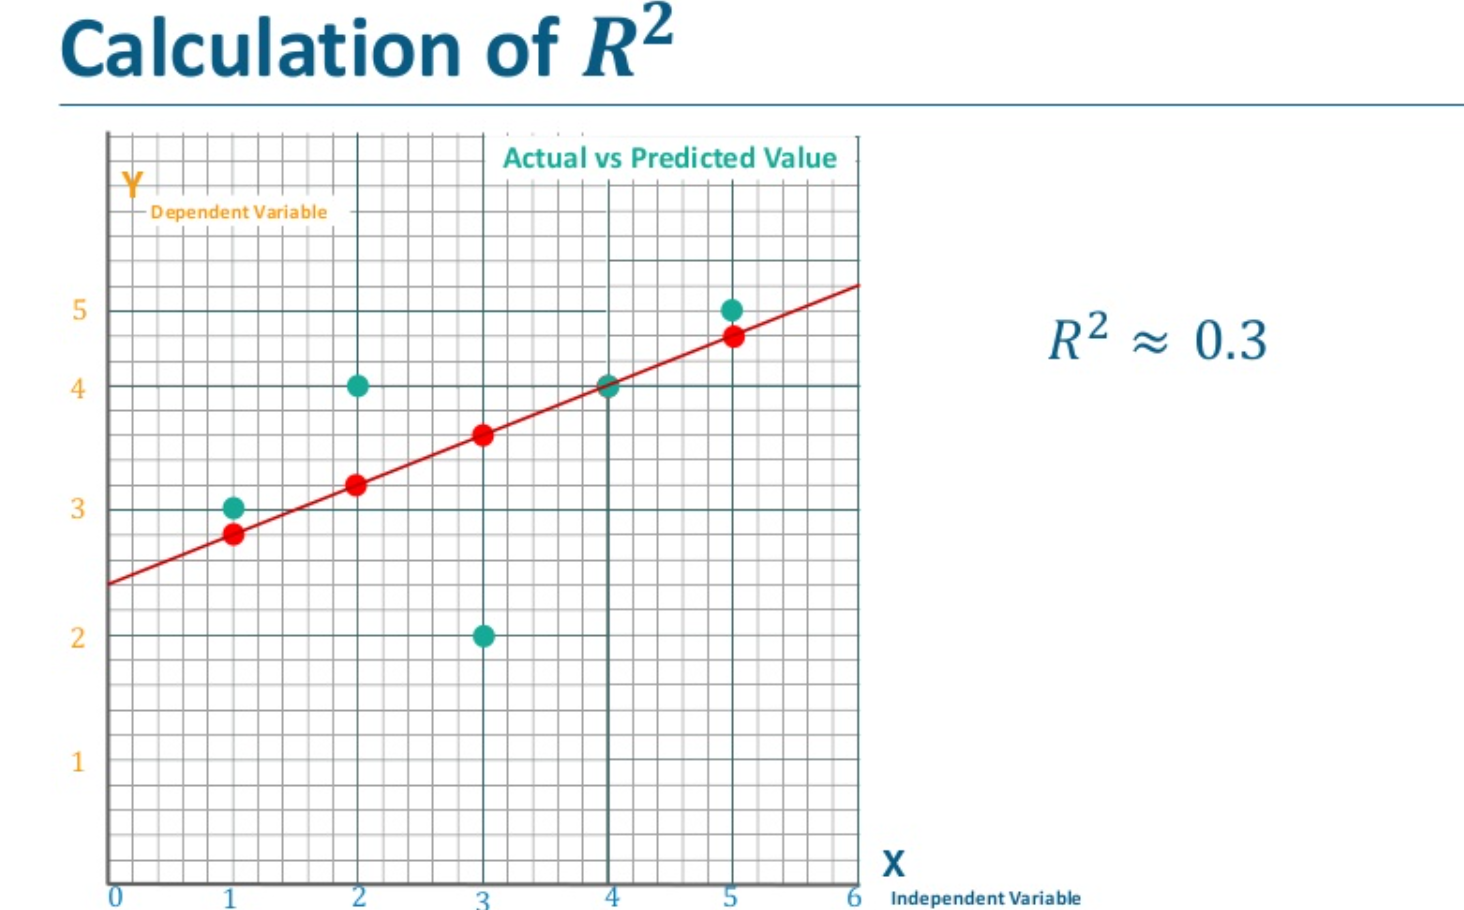 Calculation of R²
Actual vs Predicted Value
Y
Dependent Variable
5
4
3
2
1
R² ≈ 0.3
X
0 1 2 3 4 5 6
Independent Variable